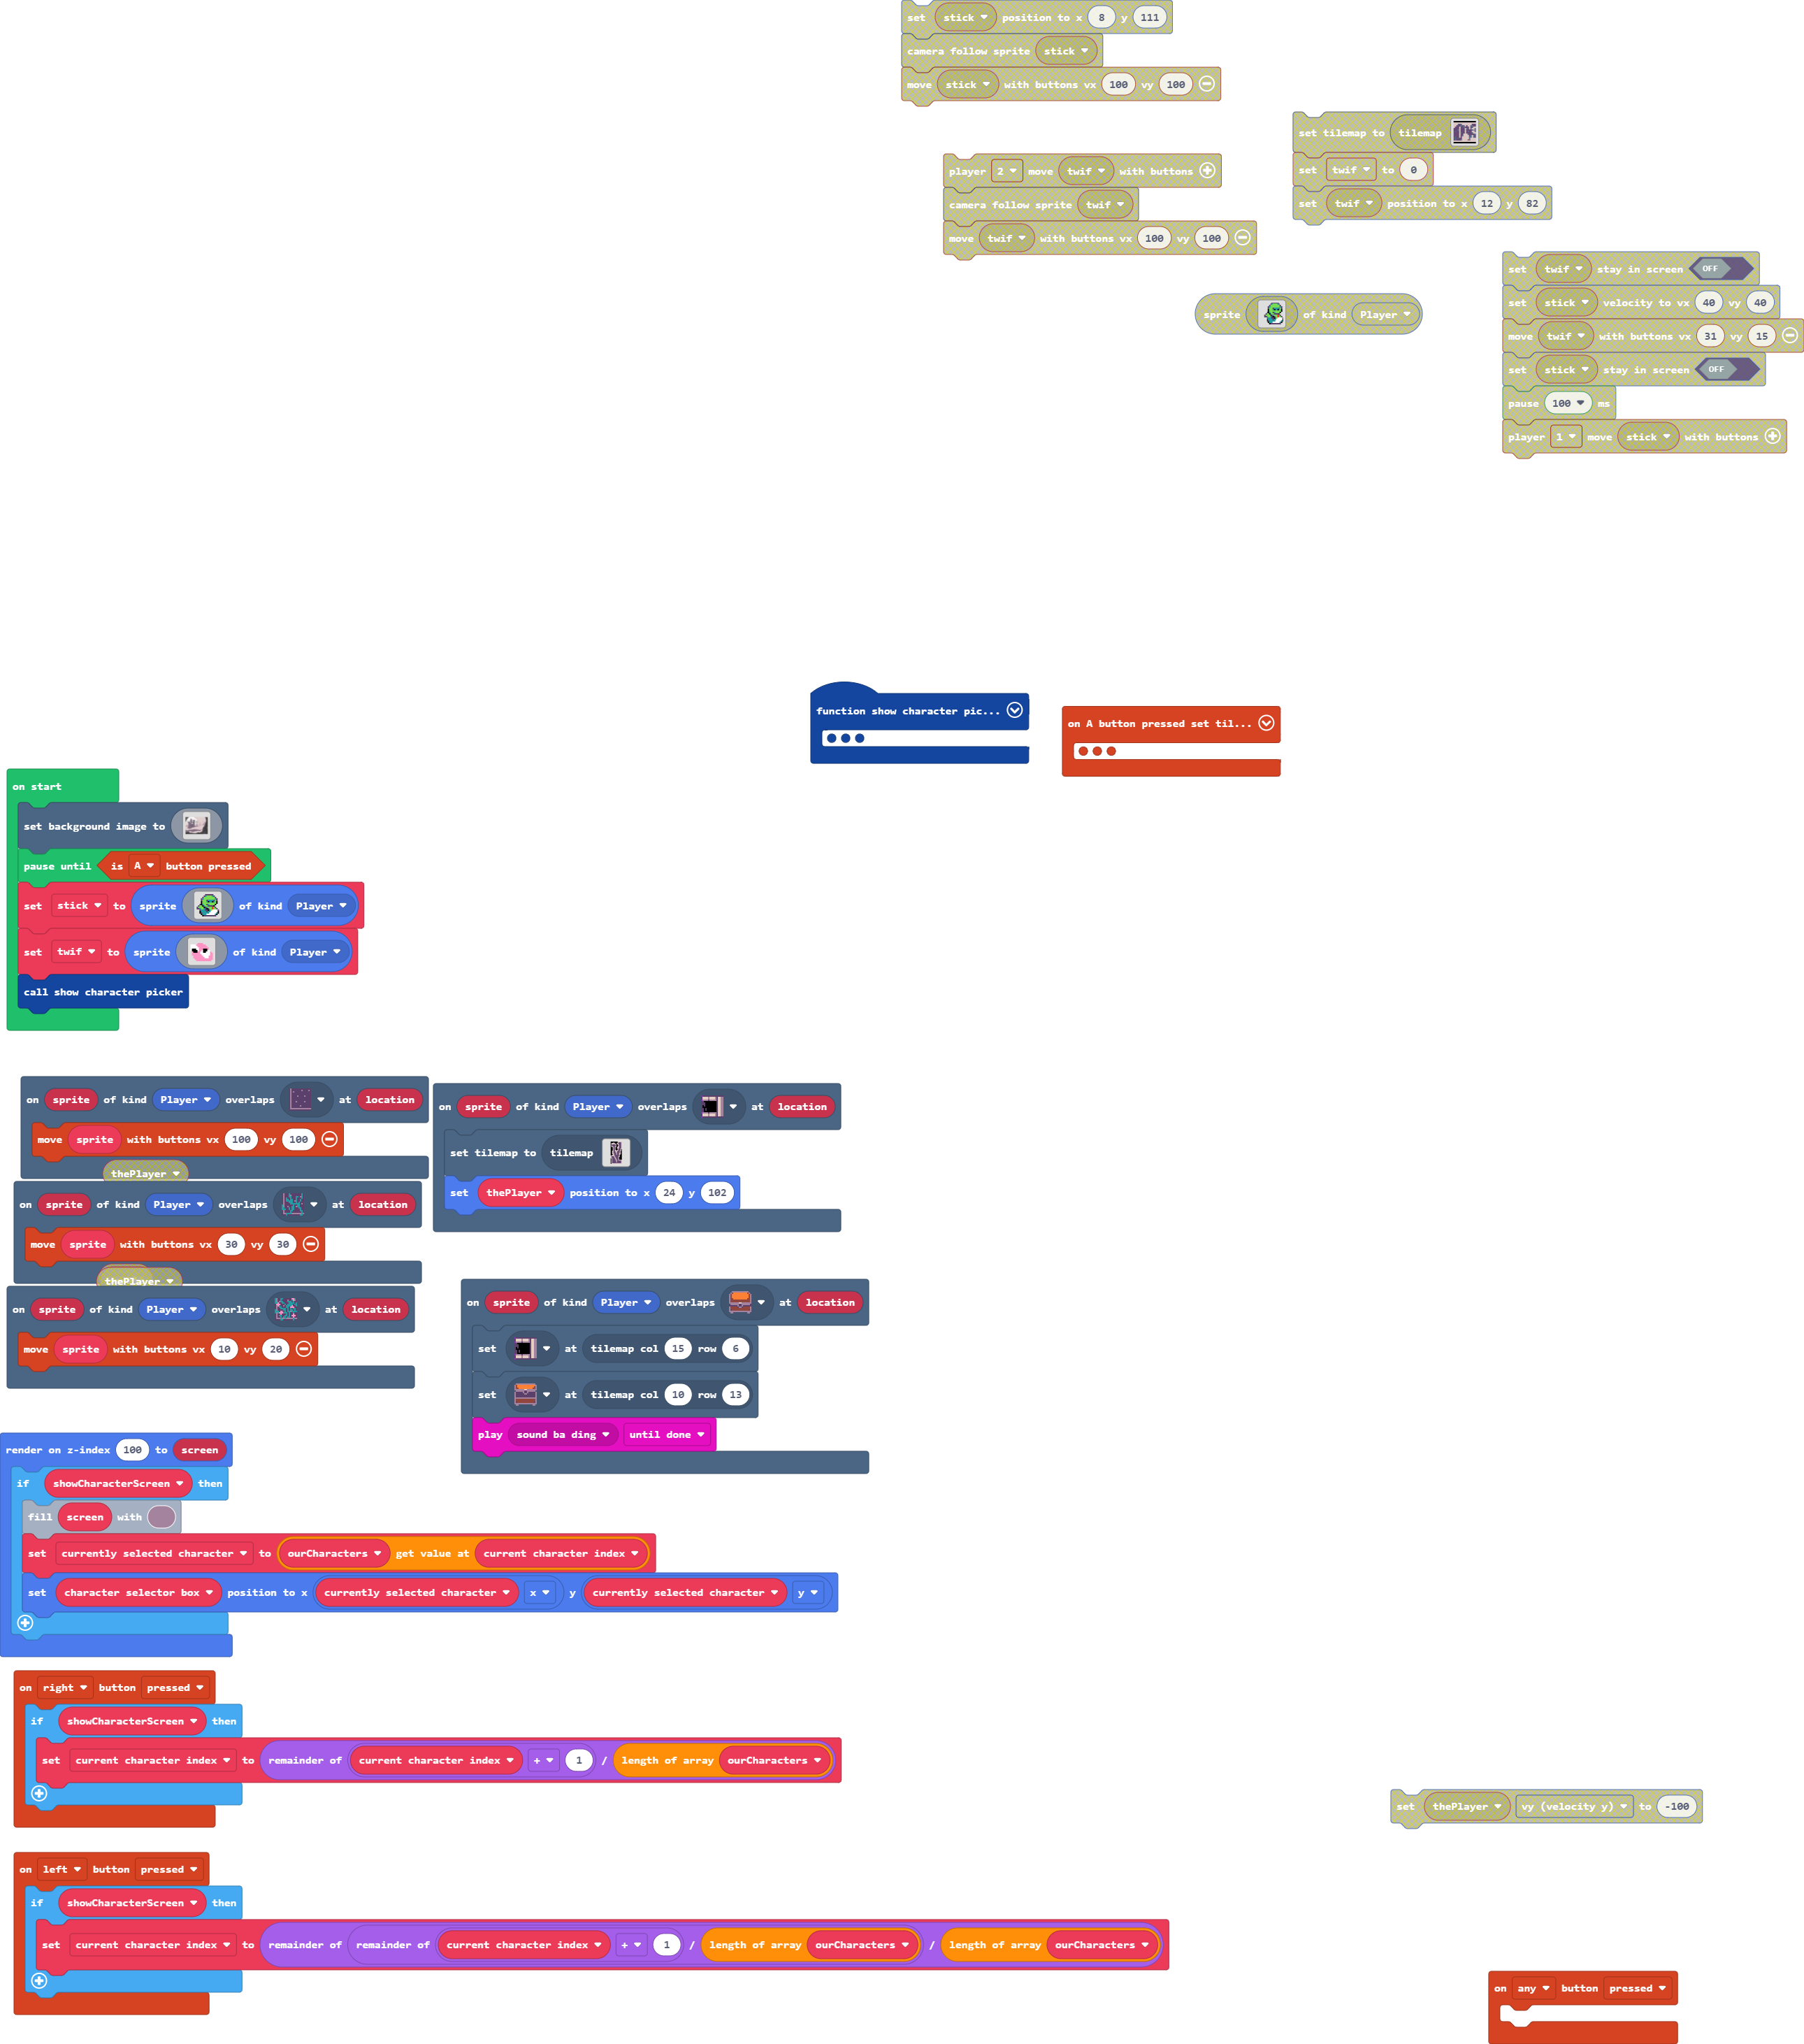 set stick position to x 8 y 111
camera follow sprite stick
move stick with buttons vx 100 vy 100
set tilemap to tilemap
set twif to 0
set twif position to x 12 y 82
player 2 move twif with buttons
camera follow sprite twif
move twif with buttons vx 100 vy 100
set twif stay in screen OFF
set stick velocity to vx 40 vy 40
move twif with buttons vx 31 vy 15
set stick stay in screen OFF
pause 100 ms
player 1 move stick with buttons
sprite of kind Player
function show character pic...
on A button pressed set til...
on start
set background image to
pause until is A button pressed
set stick to sprite of kind Player
set twif to sprite of kind Player
call show character picker
on sprite of kind Player overlaps at location
move sprite with buttons vx 100 vy 100
thePlayer
on sprite of kind Player overlaps at location
set tilemap to tilemap
set thePlayer position to x 24 y 102
on sprite of kind Player overlaps at location
move sprite with buttons vx 30 vy 30
thePlayer
on sprite of kind Player overlaps at location
move sprite with buttons vx 10 vy 20
on sprite of kind Player overlaps at location
set at tilemap col 15 row 6
set at tilemap col 10 row 13
play sound ba ding until done
render on z-index 100 to screen
if showCharacterScreen then
fill screen with
set currently selected character to ourCharacters get value at current character index
set character selector box position to x currently selected character x y currently selected character y
on right button pressed
if showCharacterScreen then
set current character index to remainder of current character index + 1 / length of array ourCharacters
set thePlayer vy (velocity y) to -100
on left button pressed
if showCharacterScreen then
set current character index to remainder of remainder of current character index + 1 / length of array ourCharacters / length of array ourCharacters
on any button pressed